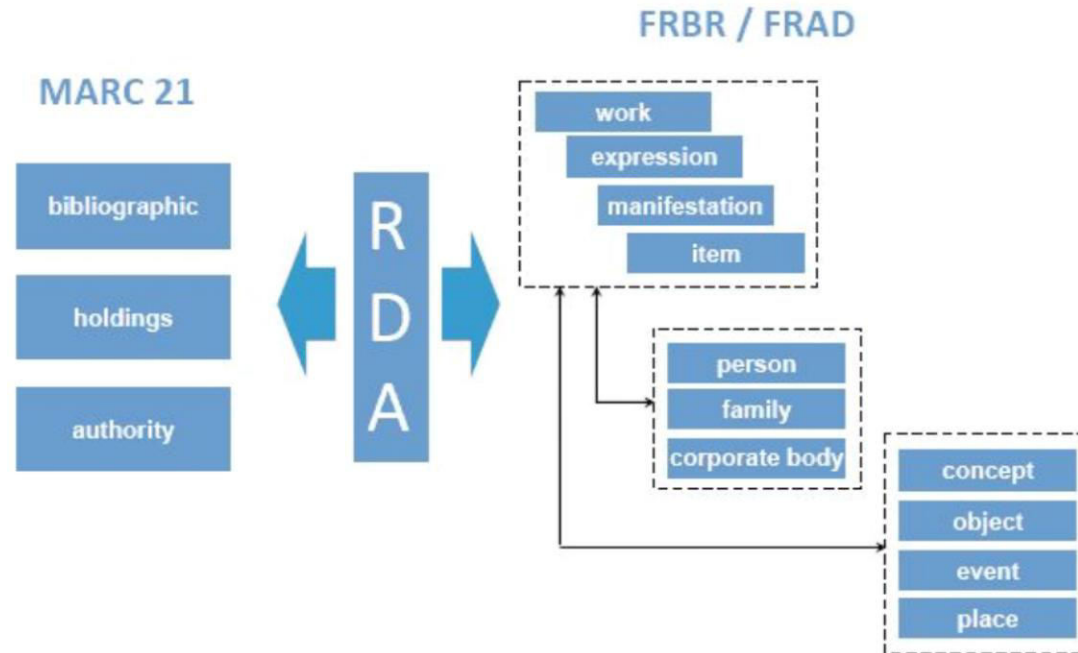 FRBR / FRAD
MARC 21
bibliographic
holdings
authority
R
D
A
work
expression
manifestation
item
person
family
corporate body
concept
object
event
place